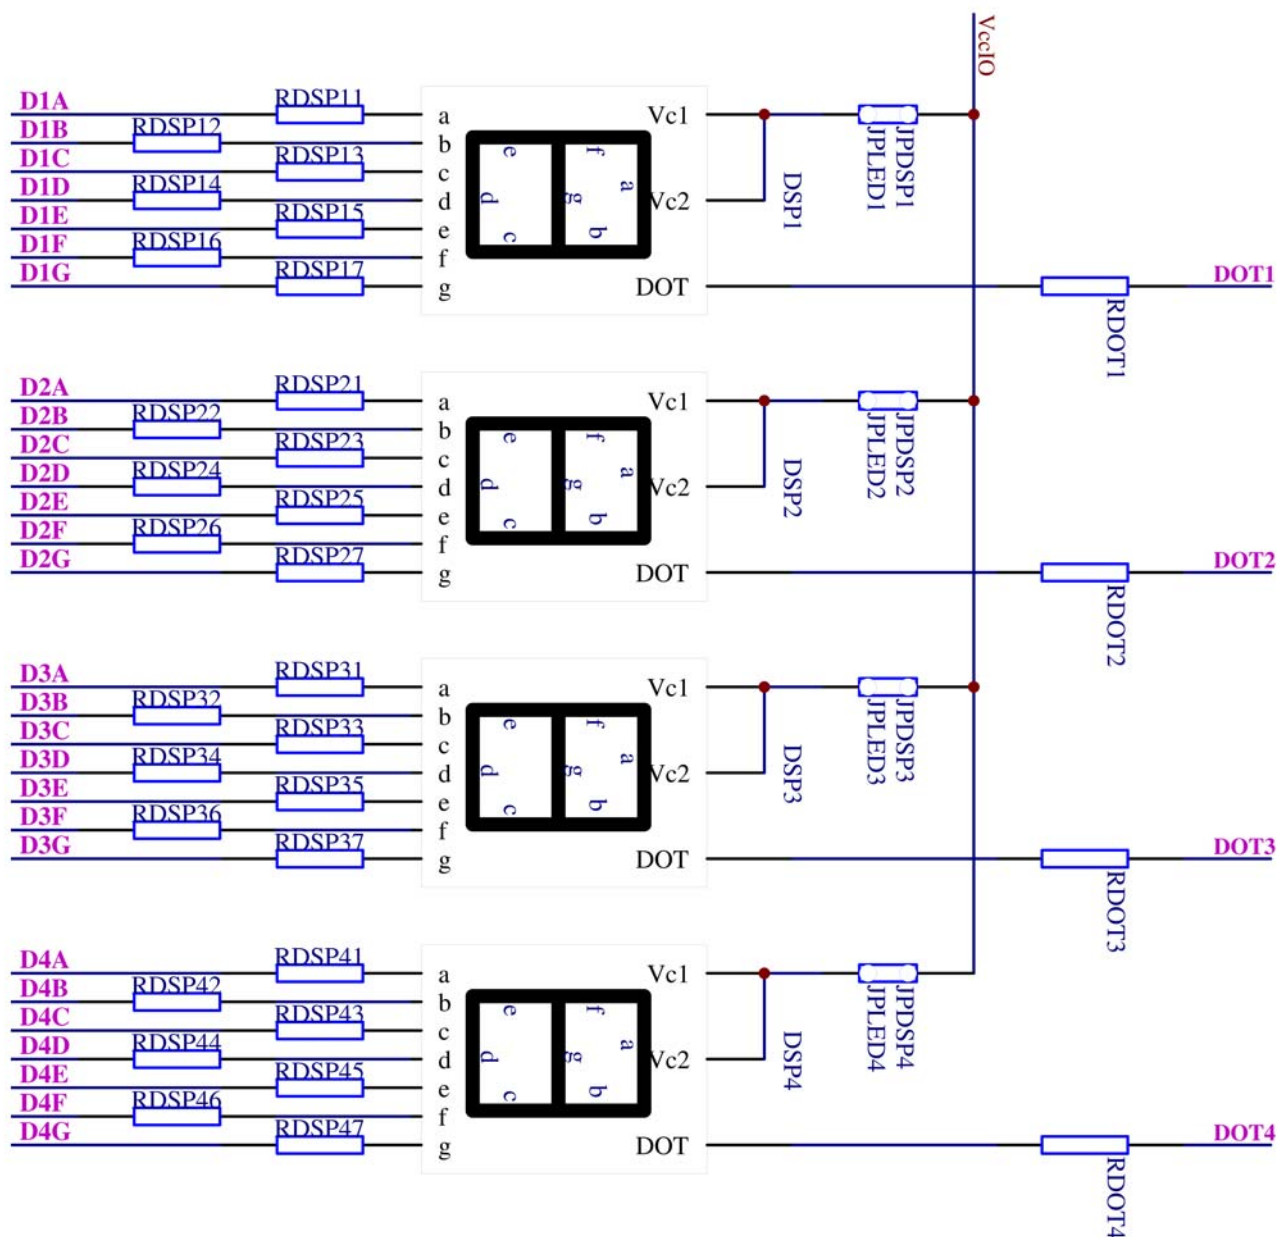 VccIO
D1A RDSP11 a Vc1 JPDSP1
D1B RDSP12 b JPLED1
D1C RDSP13 c
D1D RDSP14 d Vc2 DSP1
D1E RDSP15 e
D1F RDSP16 f
D1G RDSP17 g DOT DOT1
RDOT1
e f a d g c b
D2A RDSP21 a Vc1 JPDSP2
D2B RDSP22 b JPLED2
D2C RDSP23 c
D2D RDSP24 d Vc2 DSP2
D2E RDSP25 e
D2F RDSP26 f
D2G RDSP27 g DOT DOT2
RDOT2
e f a d g c b
D3A RDSP31 a Vc1 JPDSP3
D3B RDSP32 b JPLED3
D3C RDSP33 c
D3D RDSP34 d Vc2 DSP3
D3E RDSP35 e
D3F RDSP36 f
D3G RDSP37 g DOT DOT3
RDOT3
e f a d g c b
D4A RDSP41 a Vc1 JPDSP4
D4B RDSP42 b JPLED4
D4C RDSP43 c
D4D RDSP44 d Vc2 DSP4
D4E RDSP45 e
D4F RDSP46 f
D4G RDSP47 g DOT DOT4
RDOT4
e f a d g c b